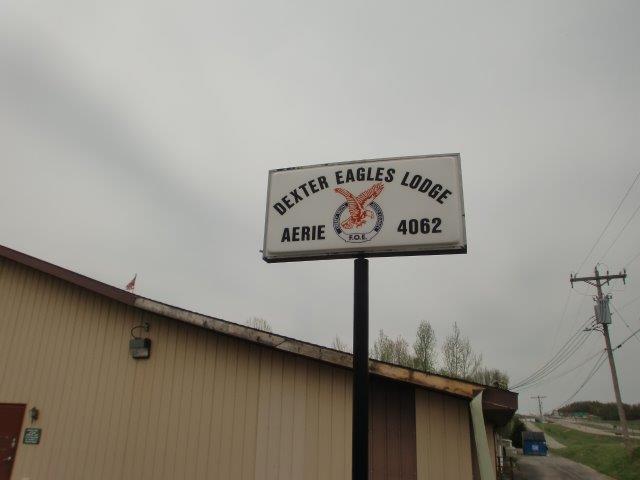 DEXTER EAGLES LODGE
AERIE 4062
F.O.E.